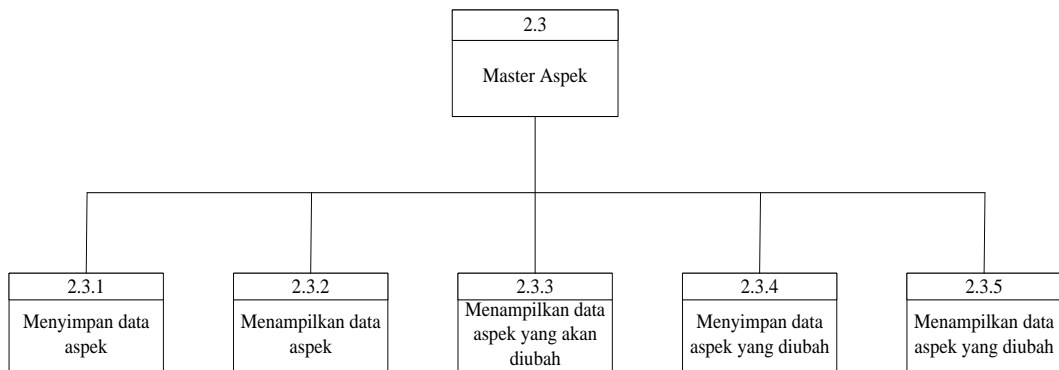 2.3
Master Aspek
2.3.1
Menyimpan data
aspek
2.3.2
Menampilkan data
aspek
2.3.3
Menampilkan data
aspek yang akan
diubah
2.3.4
Menyimpan data
aspek yang diubah
2.3.5
Menampilkan data
aspek yang diubah